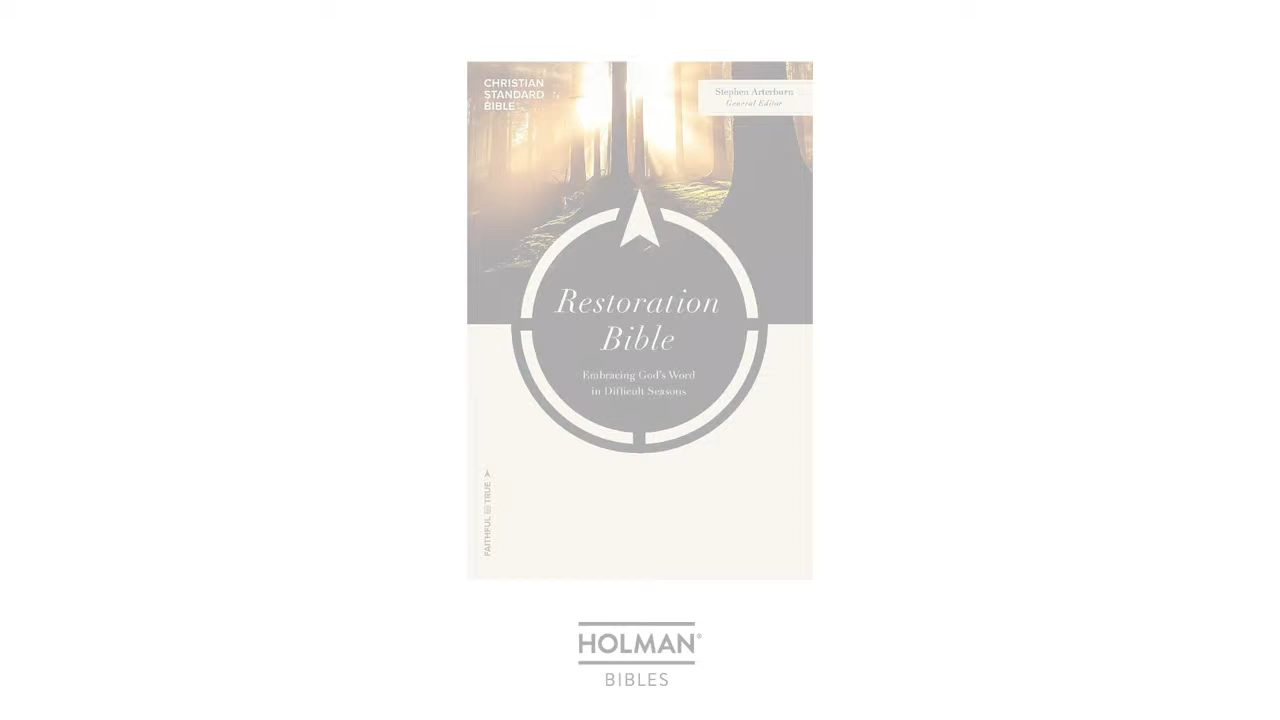 CHRISTIAN
STANDARD
BIBLE®
Stephen Arterburn
General Editor
Restoration
Bible
Embracing God's Word
in Difficult Seasons
FAITHFUL AND TRUE
HOLMAN®
BIBLES